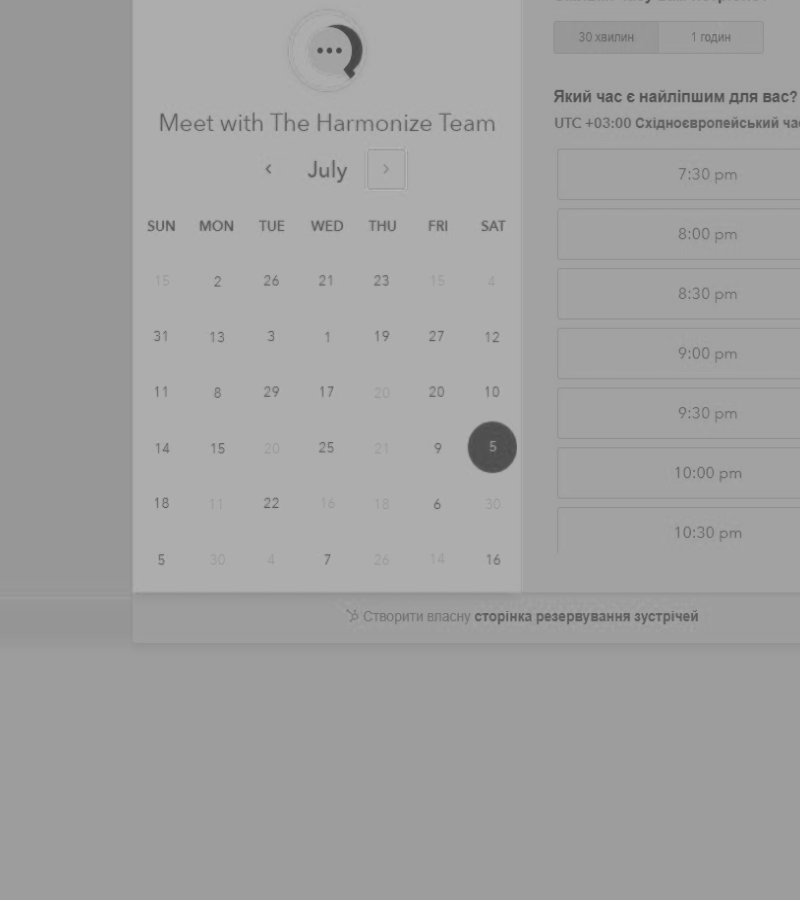 30 хвилин 1 годин
Meet with The Harmonize Team
Який час є найліпшим для вас?
UTC +03:00 Східноєвропейський
July
SUN MON TUE WED THU FRI SAT
15 2 26 21 23 15 4
31 13 3 1 19 27 12
11 8 29 17 20 20 10
14 15 20 25 21 9 5
18 11 22 16 18 6 30
5 30 4 7 26 14 16
7:30 pm
8:00 pm
8:30 pm
9:00 pm
9:30 pm
10:00 pm
10:30 pm
Створити власну сторінка резервування зустрічей